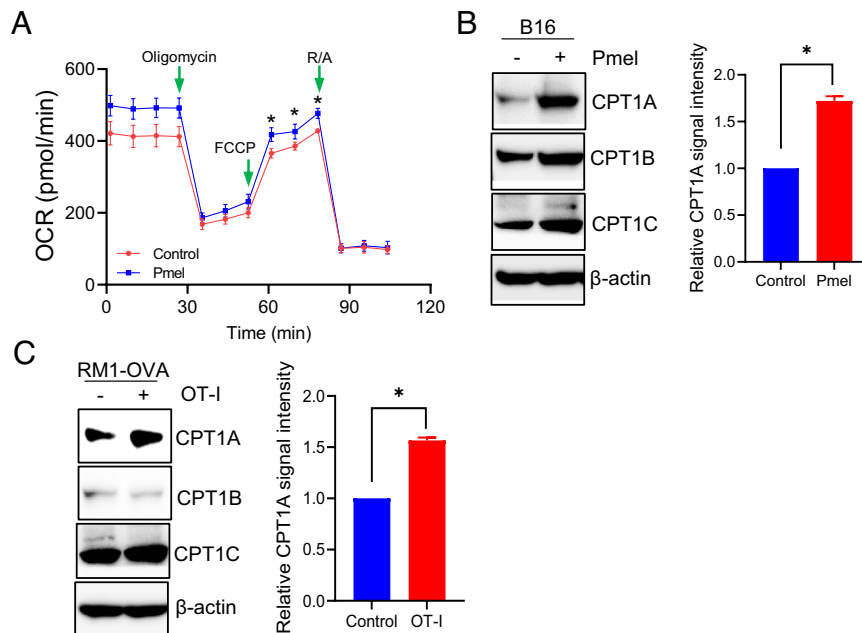 A
OCR (pmol/min)
600
400
200
0
Oligomycin
FCCP
R/A
* * *
Control
Pmel
0 30 60 90 120
Time (min)
B
B16
- + Pmel
CPT1A
CPT1B
CPT1C
β-actin
Relative CPT1A signal intensity
2.0
1.5
1.0
0.5
0.0
*
Control Pmel
C
RM1-OVA
- + OT-I
CPT1A
CPT1B
CPT1C
β-actin
Relative CPT1A signal intensity
2.0
1.5
1.0
0.5
0.0
*
Control OT-I